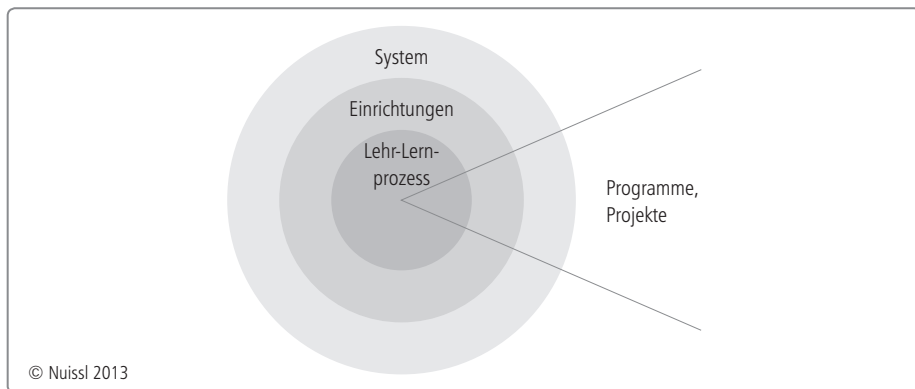 System
Einrichtungen
Lehr-Lern-
prozess
Programme,
Projekte
© Nuissl 2013